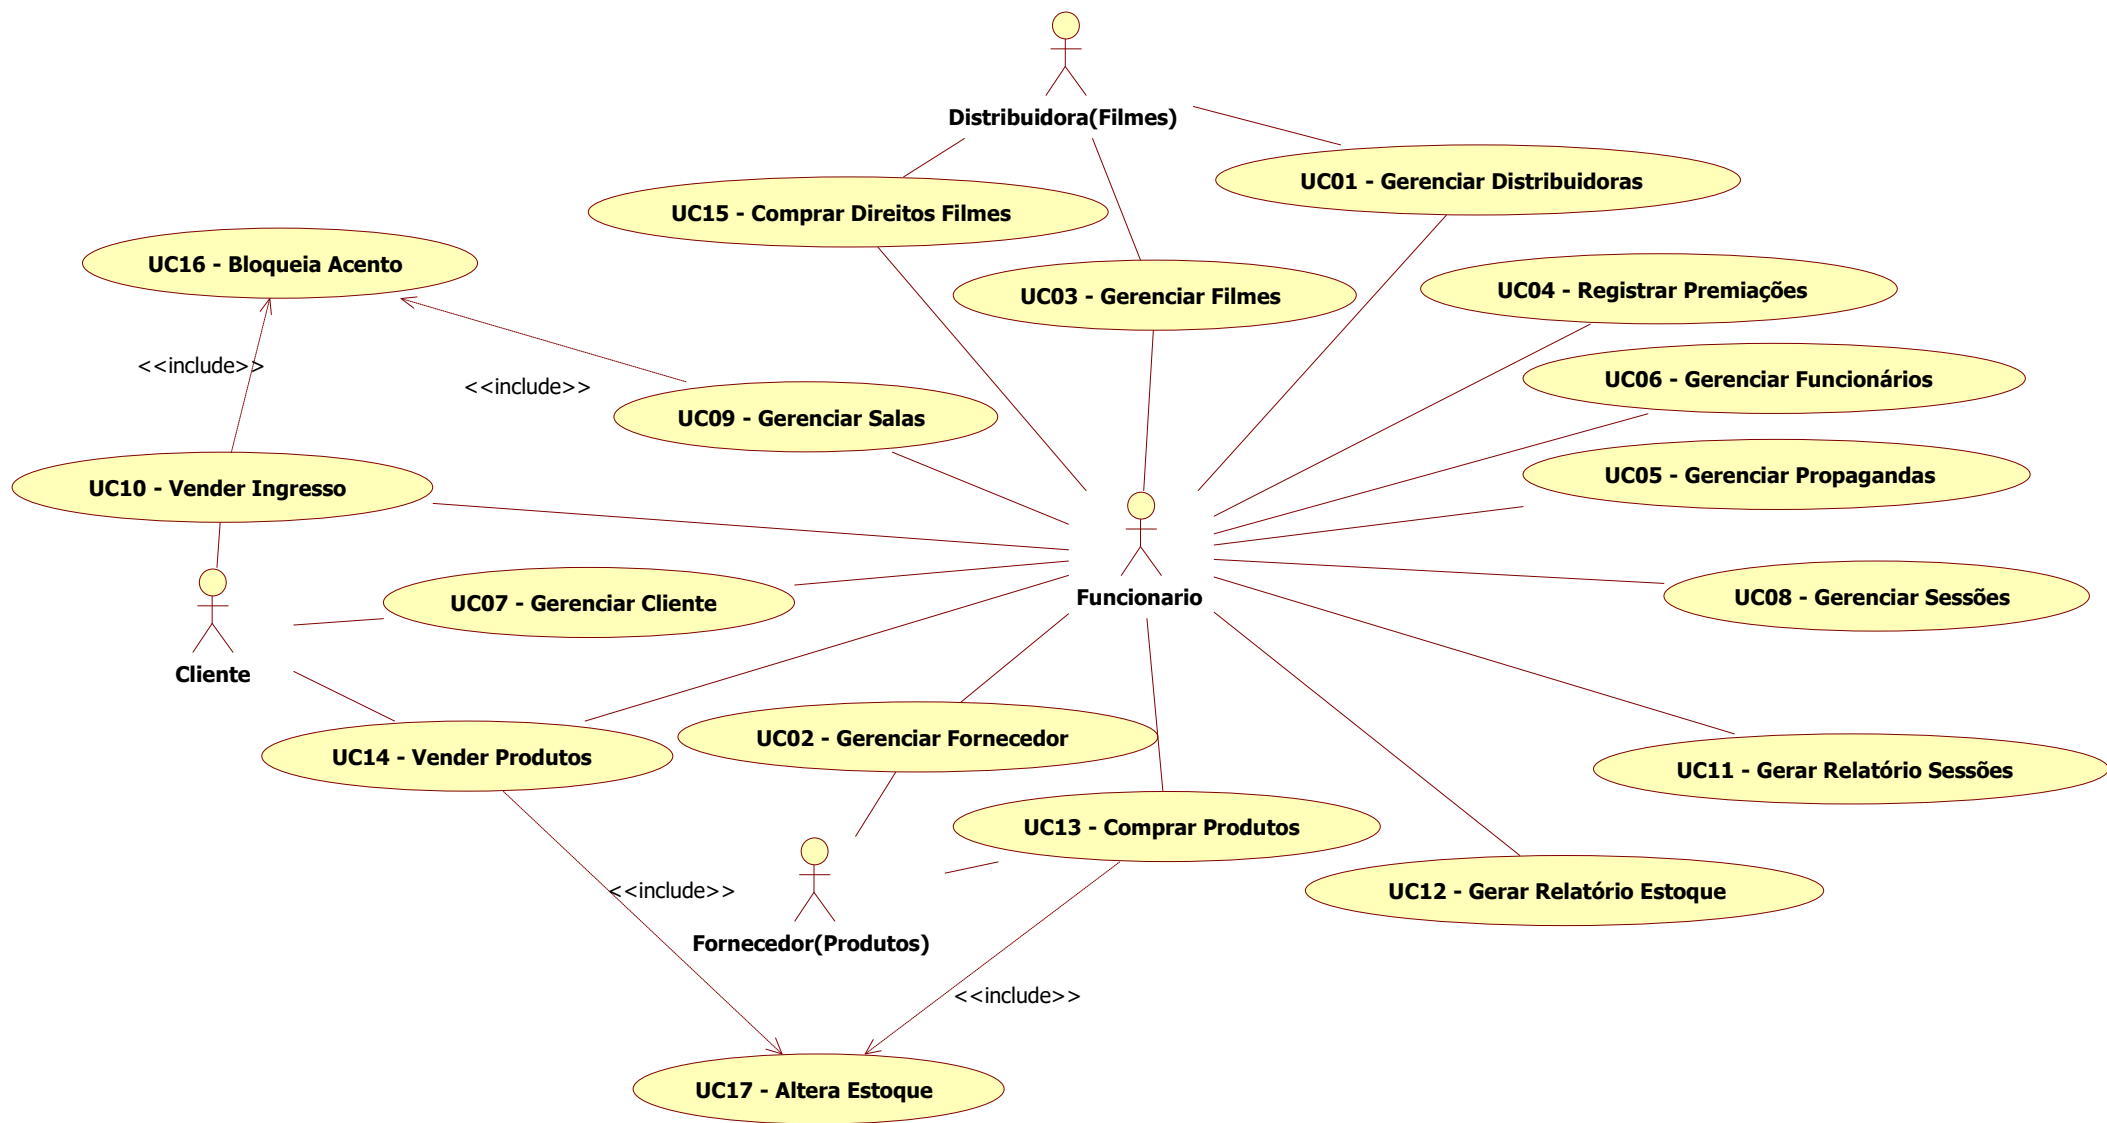 Distribuidora(Filmes)
UC01 - Gerenciar Distribuidoras
UC15 - Comprar Direitos Filmes
UC16 - Bloqueia Acento
UC03 - Gerenciar Filmes
UC04 - Registrar Premiações
<<include>>
<<include>>
UC06 - Gerenciar Funcionários
UC09 - Gerenciar Salas
UC05 - Gerenciar Propagandas
UC10 - Vender Ingresso
UC07 - Gerenciar Cliente
Funcionario
UC08 - Gerenciar Sessões
Cliente
UC14 - Vender Produtos
UC02 - Gerenciar Fornecedor
UC11 - Gerar Relatório Sessões
UC13 - Comprar Produtos
<<include>>
UC12 - Gerar Relatório Estoque
Fornecedor(Produtos)
<<include>>
UC17 - Altera Estoque